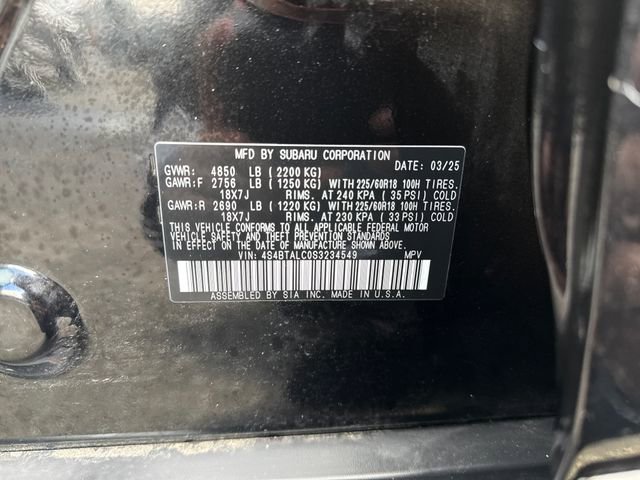 MFD BY SUBARU CORPORATION
GVWR: 4850 LB (2200 KG) DATE: 03/25
GAWR:F 2756 LB (1250 KG) WITH 225/60R18 100H TIRES.
18X7J RIMS. AT 240 KPA (35 PSI) COLD
GAWR:R 2690 LB (1220 KG) WITH 225/60R18 100H TIRES.
18X7J RIMS. AT 230 KPA (33 PSI) COLD
THIS VEHICLE CONFORMS TO ALL APPLICABLE FEDERAL MOTOR
VEHICLE SAFETY, BUMPER, AND THEFT PREVENTION STANDARDS
IN EFFECT ON THE DATE OF MANUFACTURE SHOWN ABOVE.
VIN: 4S4BTALC0S3234549 MPV
ASSEMBLED BY SIA INC. MADE IN U.S.A.